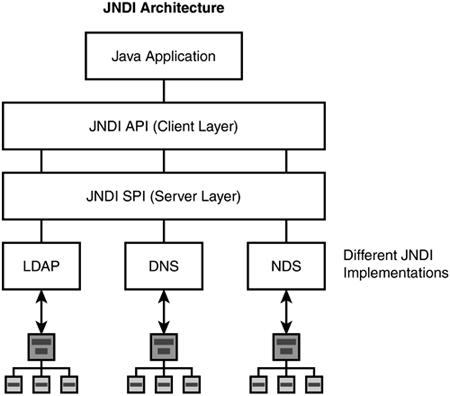 JNDI Architecture
Java Application
JNDI API (Client Layer)
JNDI SPI (Server Layer)
LDAP
DNS
NDS
Different JNDI
Implementations